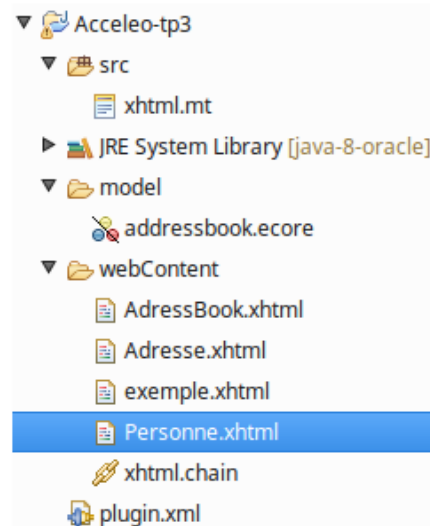 Acceleo-tp3
src
xhtml.mt
JRE System Library [java-8-oracle]
model
addressbook.ecore
webContent
AdressBook.xhtml
Adresse.xhtml
exemple.xhtml
Personne.xhtml
xhtml.chain
plugin.xml